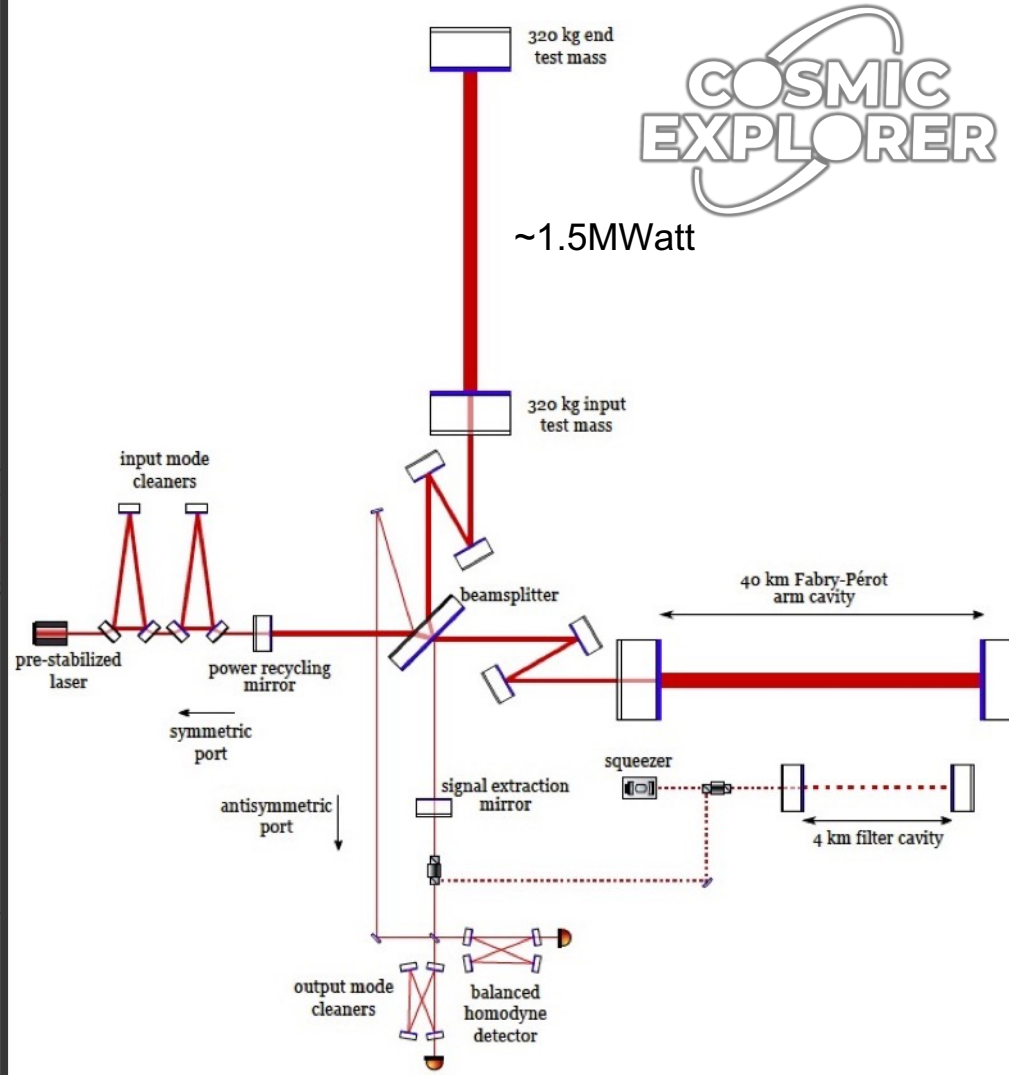 320 kg end
test mass
COSMIC
EXPLORER
~1.5MWatt
320 kg input
test mass
input mode
cleaners
beamsplitter
40 km Fabry-Pérot
arm cavity
pre-stabilized
laser
power recycling
mirror
symmetric
port
squeezer
signal extraction
mirror
antisymmetric
port
4 km filter cavity
output mode
cleaners
balanced
homodyne
detector